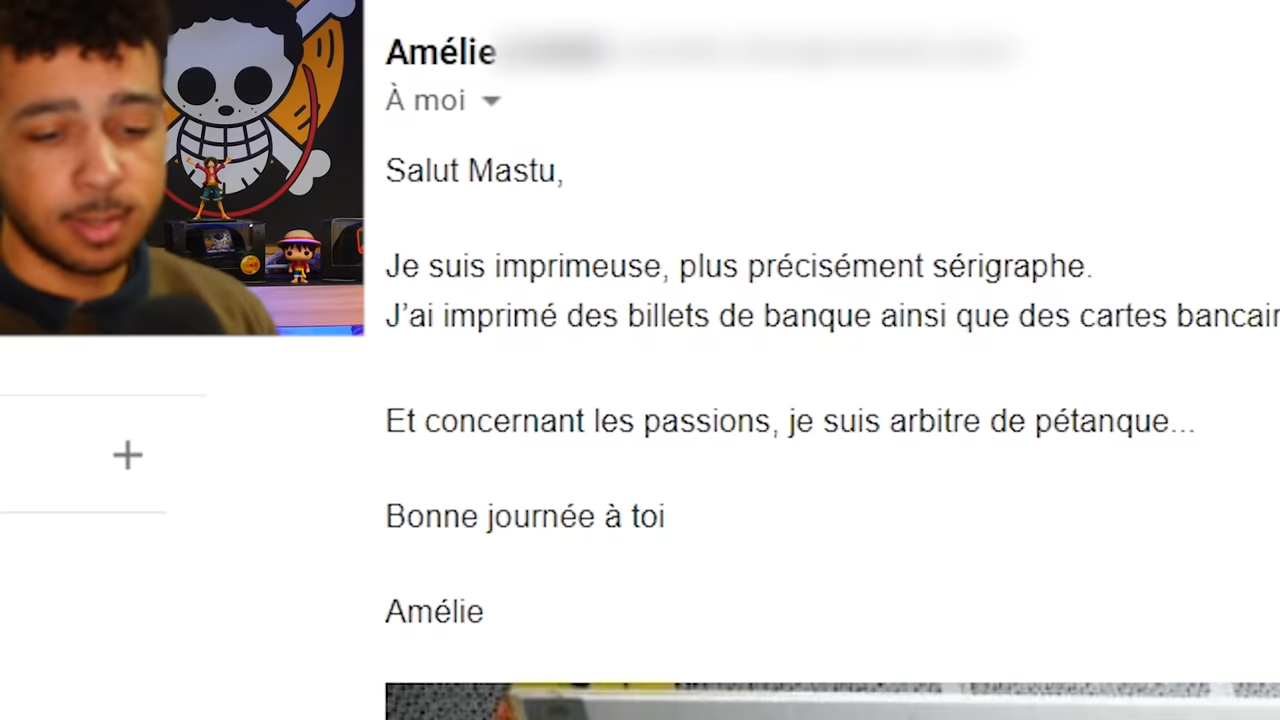 Amélie
À moi
Salut Mastu,
Je suis imprimeuse, plus précisément sérigraphe.
J’ai imprimé des billets de banque ainsi que des cartes
Et concernant les passions, je suis arbitre de pétanque...
Bonne journée à toi
Amélie